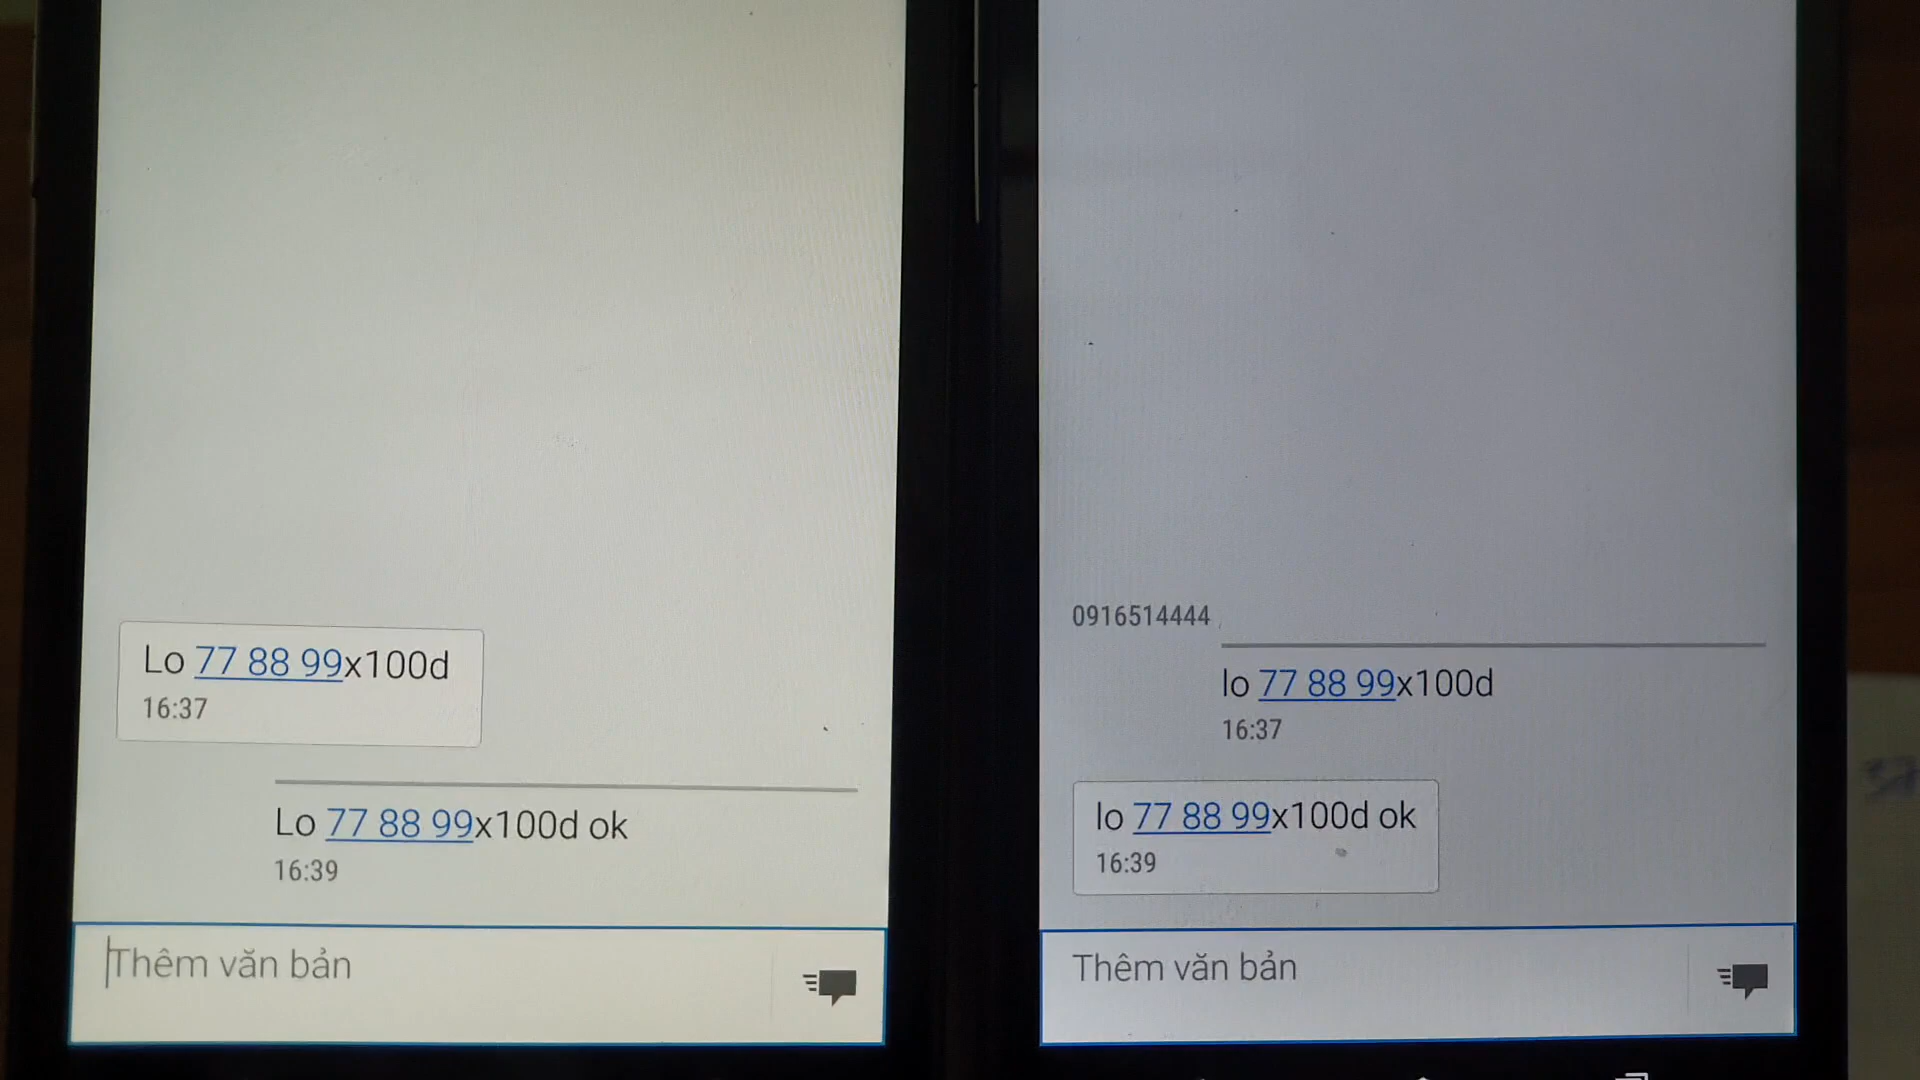 Lo 77 88 99x100d
16:37
Lo 77 88 99x100d ok
16:39
Thêm văn bản
0916514444
lo 77 88 99x100d
16:37
lo 77 88 99x100d ok
16:39
Thêm văn bản